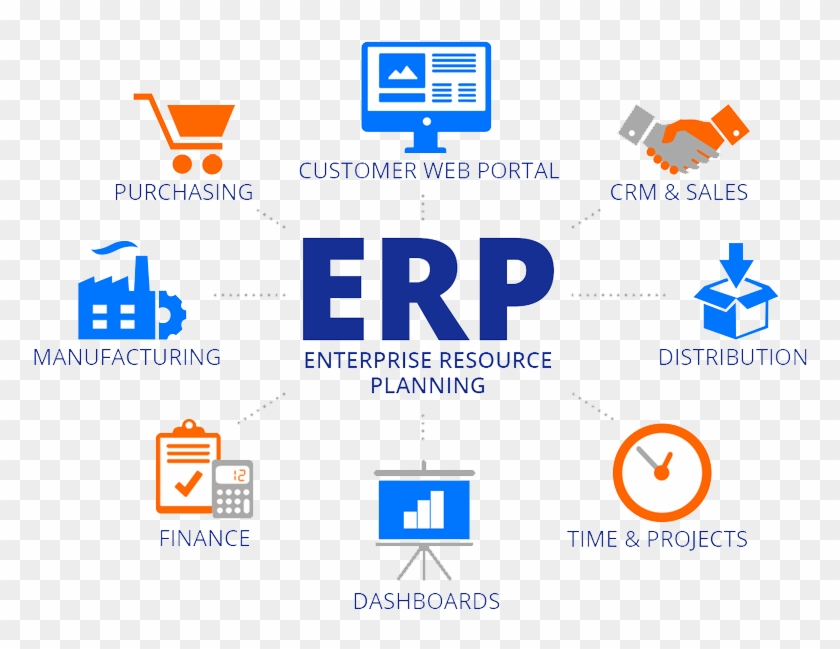 CUSTOMER WEB PORTAL
PURCHASING
CRM & SALES
ERP
ENTERPRISE RESOURCE
PLANNING
MANUFACTURING
DISTRIBUTION
12
FINANCE
TIME & PROJECTS
DASHBOARDS